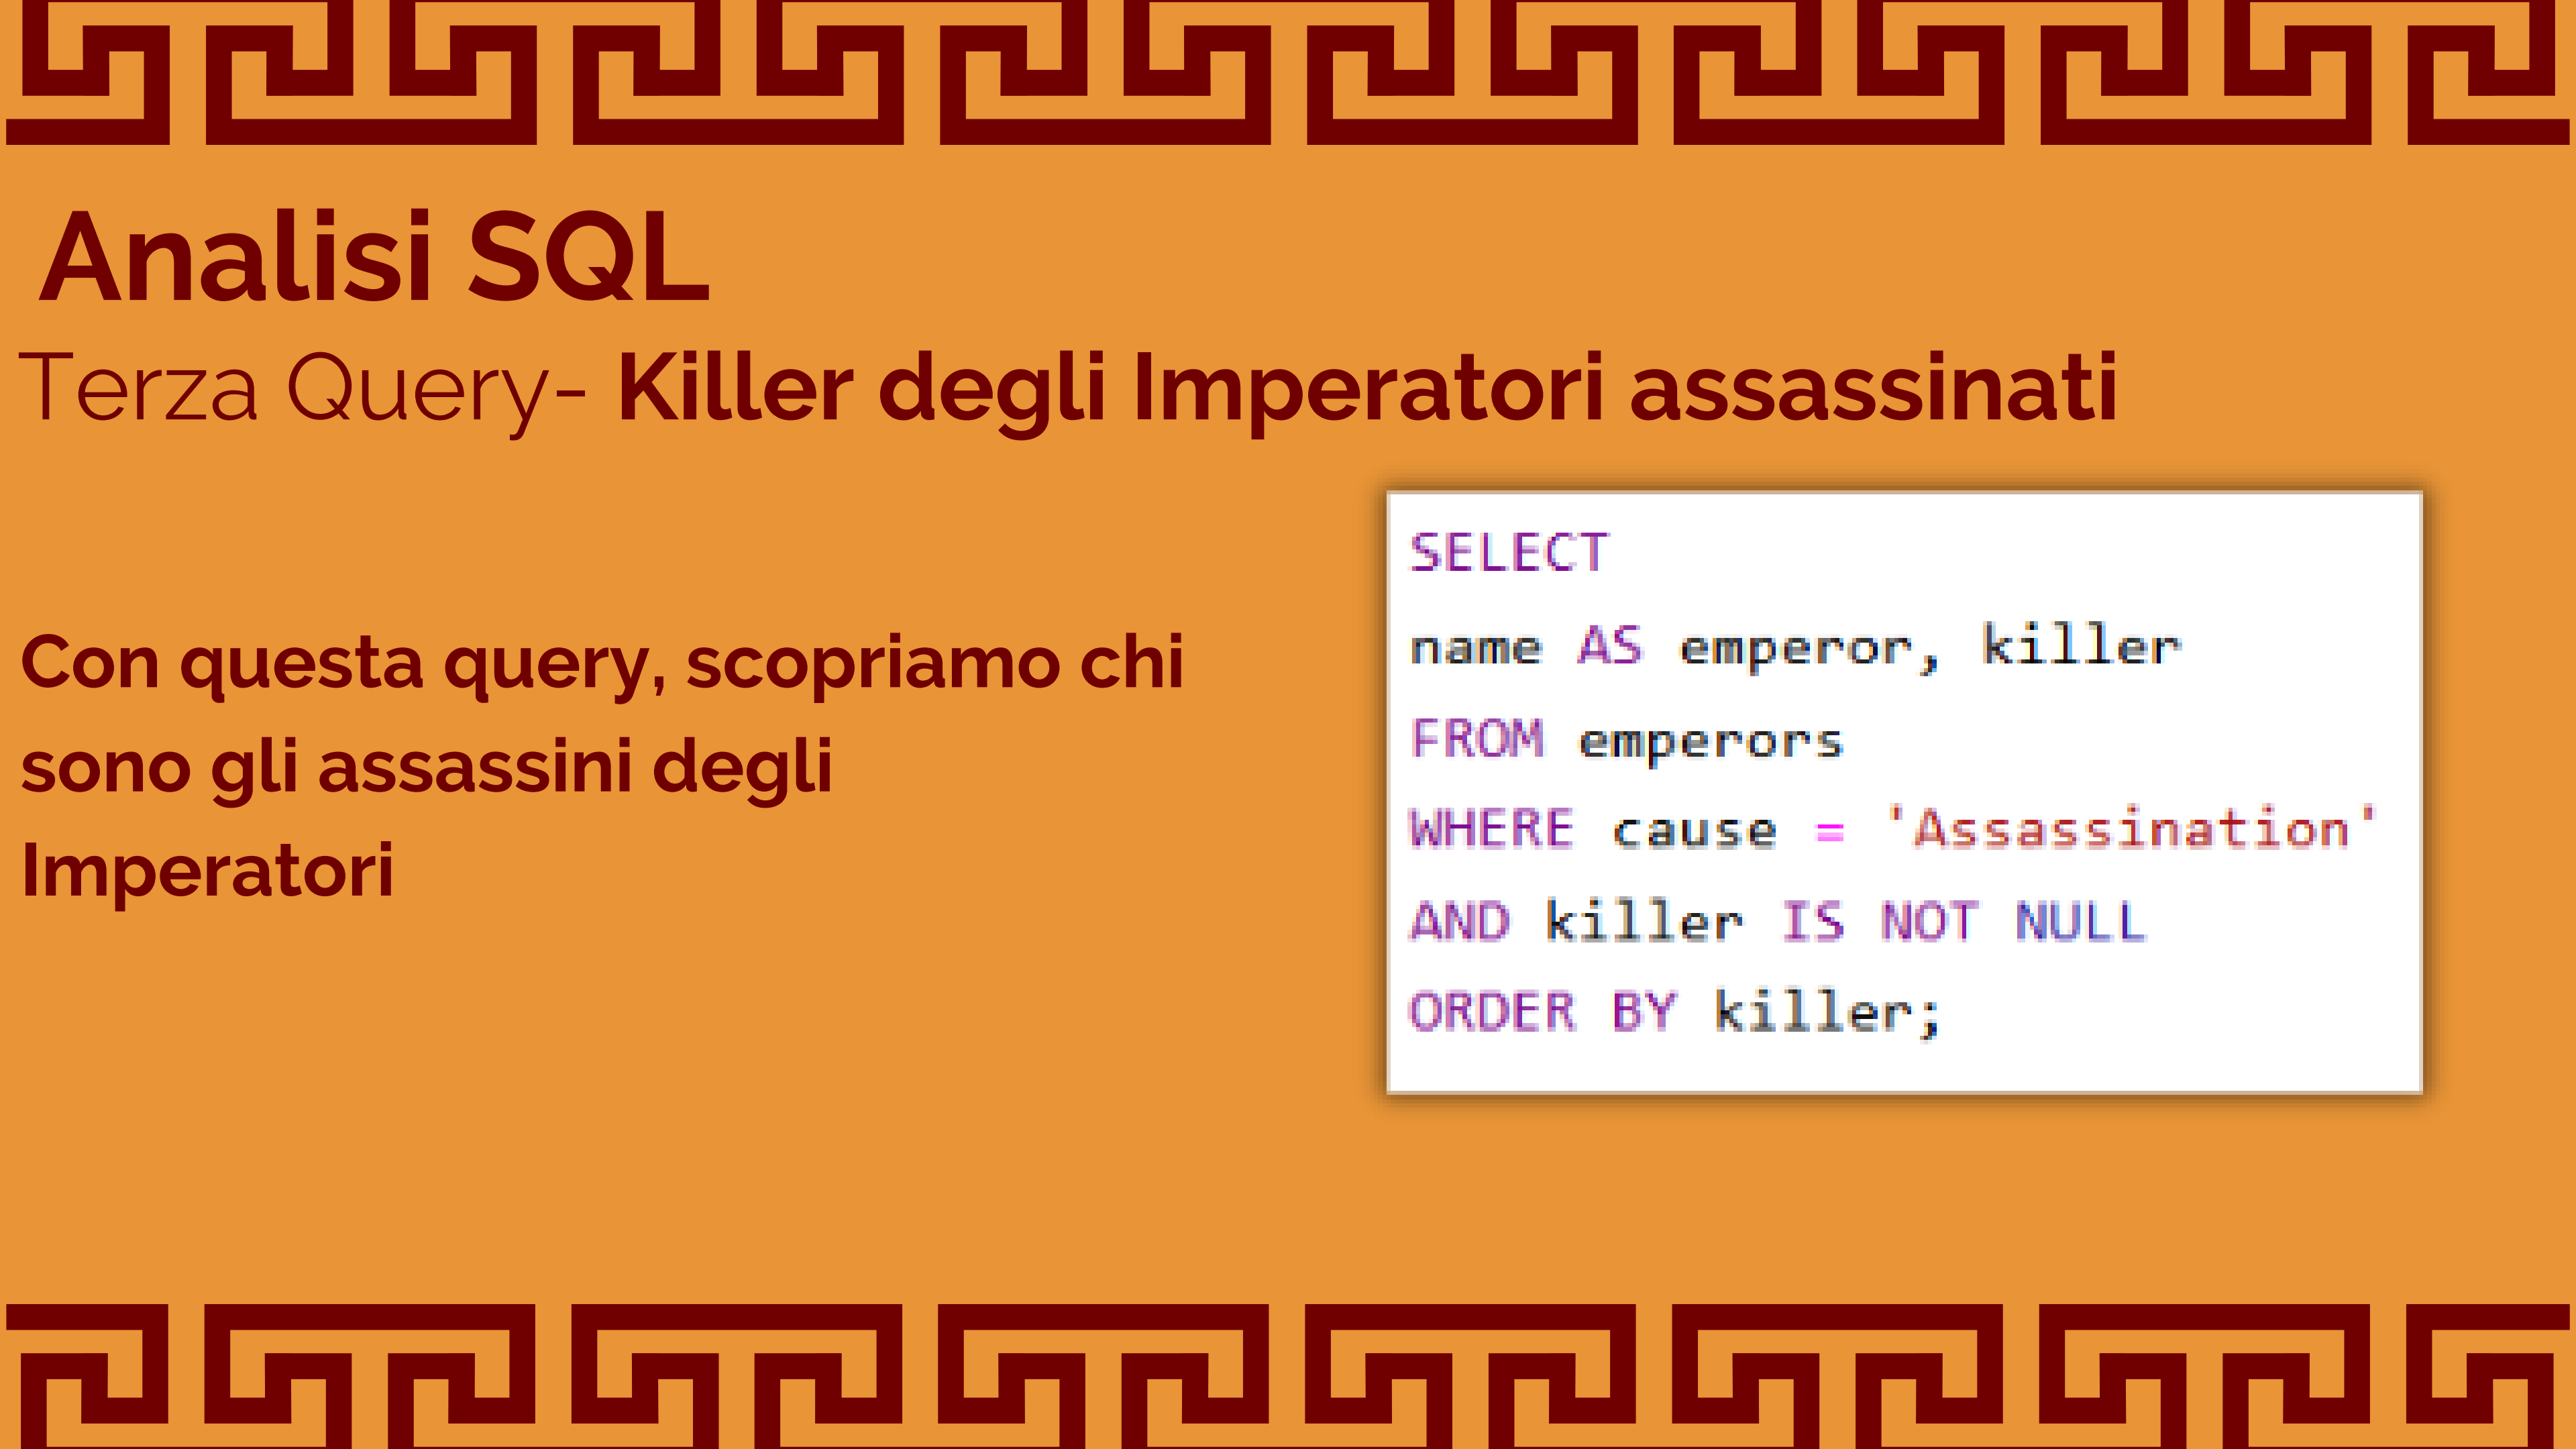 Analisi SQL
Terza Query- Killer degli Imperatori assassinati
Con questa query, scopriamo chi
sono gli assassini degli
Imperatori
SELECT
name AS emperor, killer
FROM emperors
WHERE cause = 'Assassination'
AND killer IS NOT NULL
ORDER BY killer;